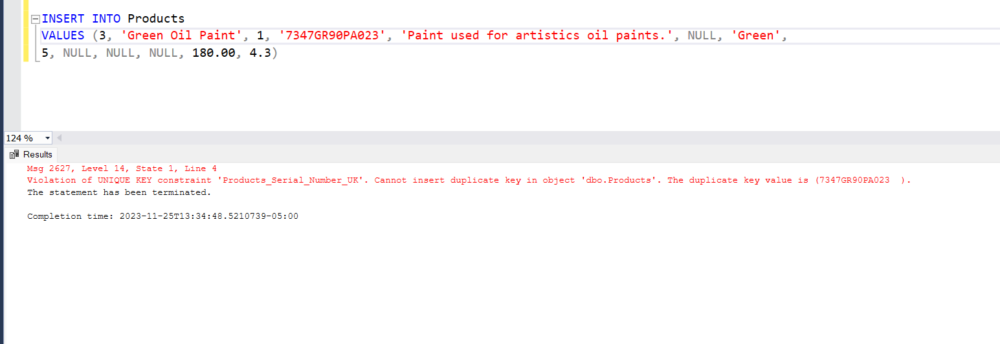 INSERT INTO Products
VALUES (3, 'Green Oil Paint', 1, '7347GR90PA023', 'Paint used for artistics oil paints.', NULL, 'Green',
5, NULL, NULL, NULL, 180.00, 4.3)
124 %
Results
Msg 2627, Level 14, State 1, Line 4
Violation of UNIQUE KEY constraint 'Products_Serial_Number_UK'. Cannot insert duplicate key in object 'dbo.Products'. The duplicate key value is (7347GR90PA023  ).
The statement has been terminated.
Completion time: 2023-11-25T13:34:48.5210739-05:00